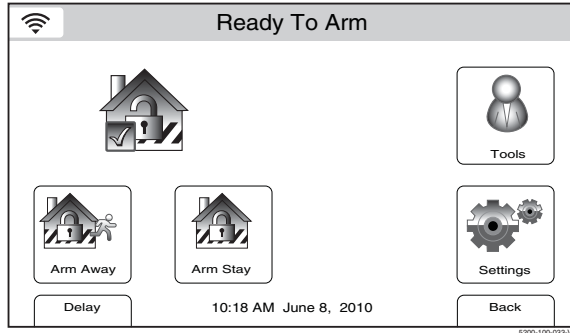 Ready To Arm
Tools
Arm Away
Arm Stay
Settings
Delay
10:18 AM June 8, 2010
Back